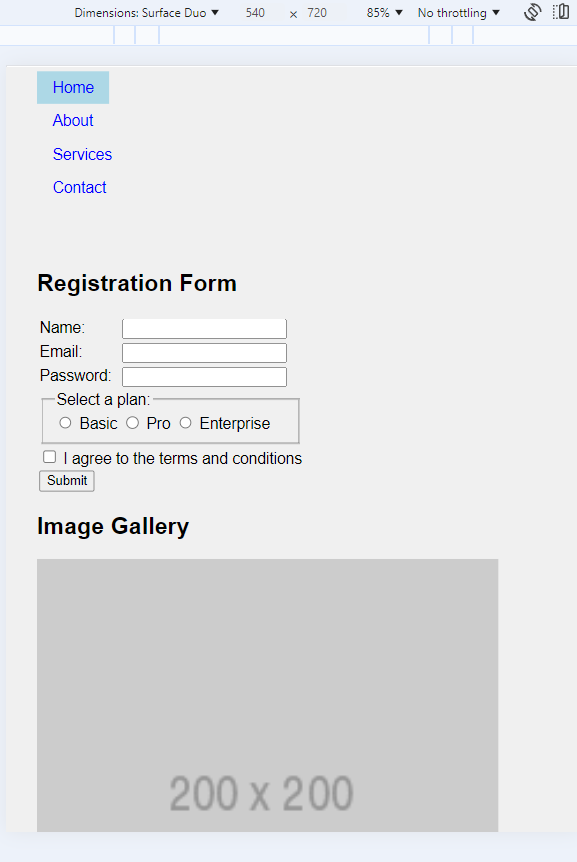 Dimensions: Surface Duo 540 × 720 85% No throttling
Home
About
Services
Contact
Registration Form
Name:
Email:
Password:
Select a plan:
Basic Pro Enterprise
I agree to the terms and conditions
Submit
Image Gallery
200 x 200